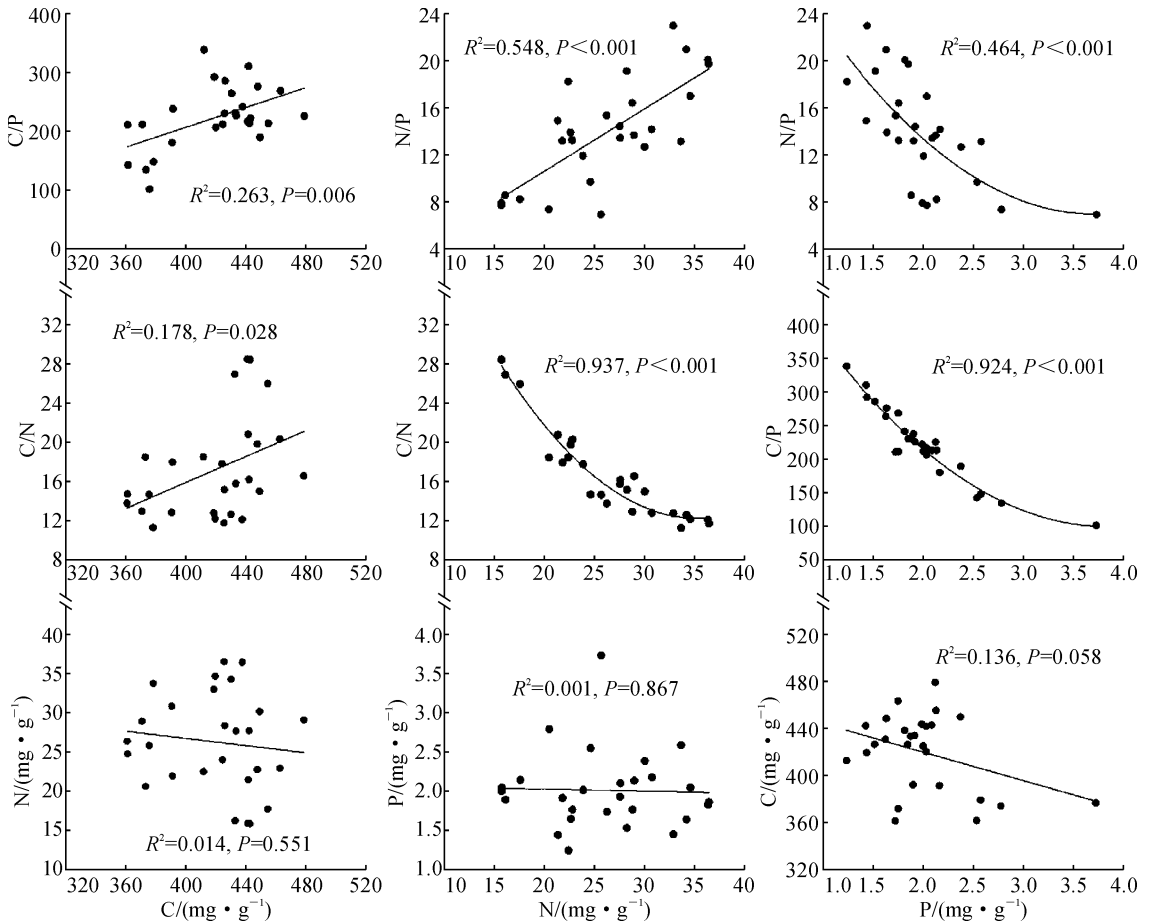 400
300
200
100
0
C/P
R²=0.263, P=0.006
320 360 400 440 480 520
24
20
16
12
8
4
N/P
R²=0.548, P<0.001
10 15 20 25 30 35 40
24
20
16
12
8
4
N/P
R²=0.464, P<0.001
1.0 1.5 2.0 2.5 3.0 3.5 4.0
32
28
24
20
16
12
8
C/N
R²=0.178, P=0.028
320 360 400 440 480 520
32
28
24
20
16
12
8
C/N
R²=0.937, P<0.001
10 15 20 25 30 35 40
400
350
300
250
200
150
100
50
C/P
R²=0.924, P<0.001
1.0 1.5 2.0 2.5 3.0 3.5 4.0
40
35
30
25
20
15
10
N/(mg·g⁻¹)
R²=0.014, P=0.551
320 360 400 440 480 520
C/(mg·g⁻¹)
4.0
3.5
3.0
2.5
2.0
1.5
1.0
P/(mg·g⁻¹)
R²=0.001, P=0.867
10 15 20 25 30 35 40
N/(mg·g⁻¹)
520
480
440
400
360
320
C/(mg·g⁻¹)
R²=0.136, P=0.058
1.0 1.5 2.0 2.5 3.0 3.5 4.0
P/(mg·g⁻¹)